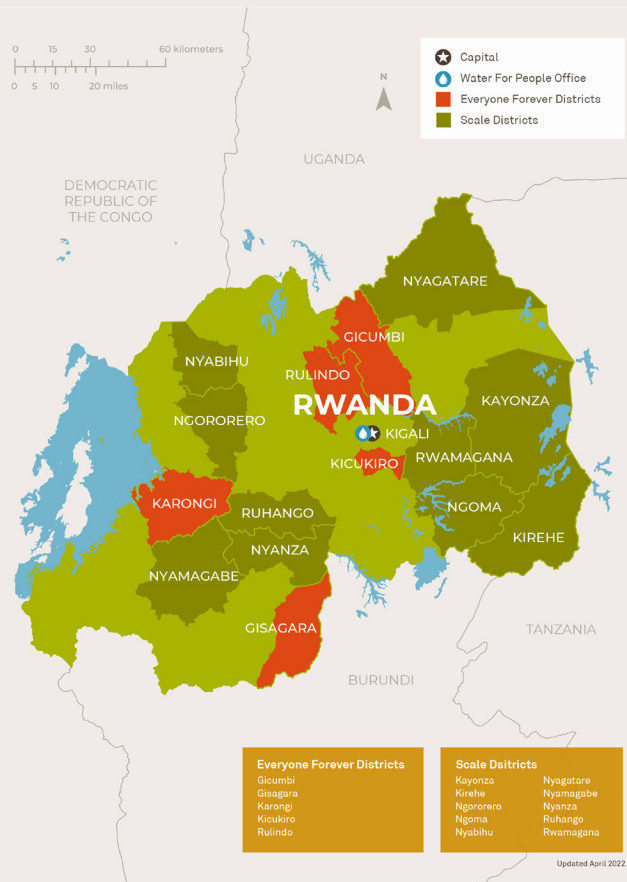 0 15 30 60 kilometers
0 5 10 20 miles
N
Capital
Water For People Office
Everyone Forever Districts
Scale Districts
UGANDA
DEMOCRATIC
REPUBLIC OF
THE CONGO
NYAGATARE
GICUMBI
NYABIHU
RULINDO
RWANDA
KAYONZA
NGORORERO
KIGALI
RWAMAGANA
KICUKIRO
KARONGI
RUHANGO
NGOMA
KIREHE
NYANZA
NYAMAGABE
GISAGARA
TANZANIA
BURUNDI
Everyone Forever Districts
Gicumbi
Gisagara
Karongi
Kicukiro
Rulindo
Scale Dsitricts
Kayonza
Kirehe
Ngororero
Ngoma
Nyabihu
Nyagatare
Nyamagabe
Nyanza
Ruhango
Rwamagana
Updated April 2022